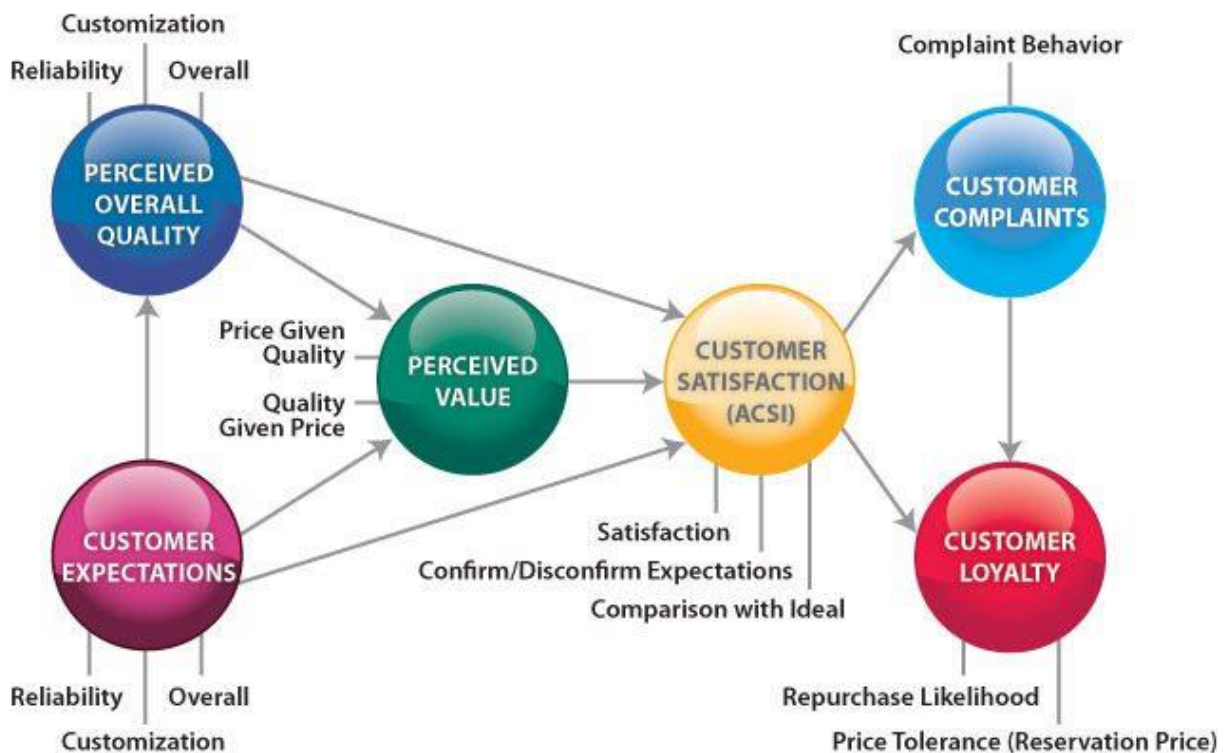 Customization
Reliability
Overall
PERCEIVED
OVERALL
QUALITY
Complaint Behavior
CUSTOMER
COMPLAINTS
Price Given
Quality
Quality
Given Price
PERCEIVED
VALUE
CUSTOMER
SATISFACTION
(ACSI)
Satisfaction
Confirm/Disconfirm Expectations
Comparison with Ideal
CUSTOMER
EXPECTATIONS
Reliability
Overall
Customization
CUSTOMER
LOYALTY
Repurchase Likelihood
Price Tolerance (Reservation Price)